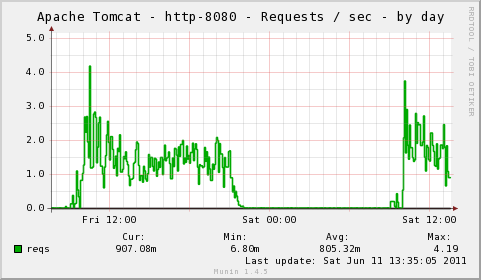 Apache Tomcat - http-8080 - Requests / sec - by day
RRDTOOL / TOBI OETIKER
5.0
4.0
3.0
2.0
1.0
0.0
Fri 12:00 Sat 00:00 Sat 12:00
Cur: Min: Avg: Max:
reqs 907.08m 6.80m 805.32m 4.19
Last update: Sat Jun 11 13:35:05 2011
Munin 1.4.5